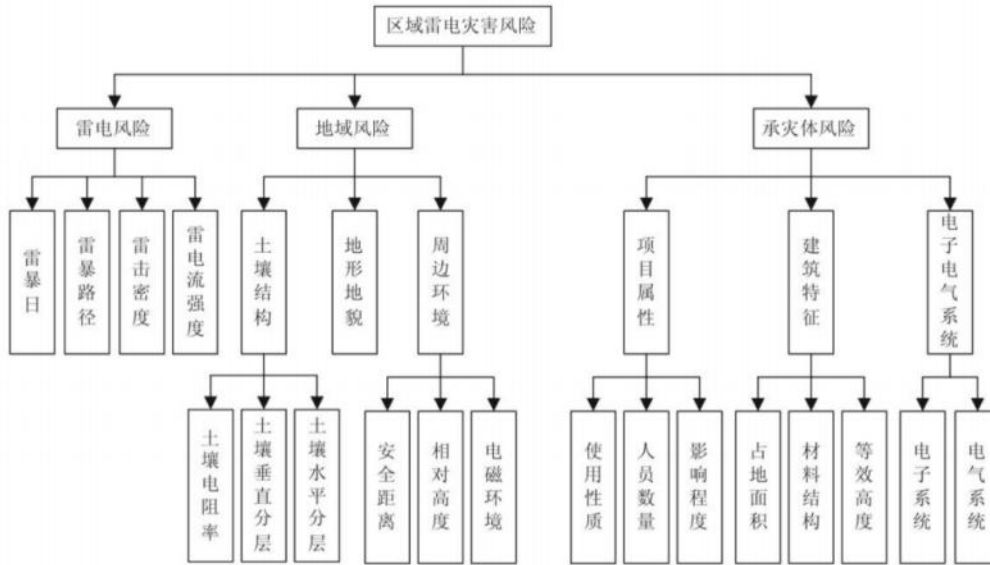 区域雷电灾害风险
雷电风险
地域风险
承灾体风险
雷暴日
雷暴路径
雷击密度
雷电流强度
土壤结构
地形地貌
周边环境
项目属性
建筑特征
电子电气系统
土壤电阻率
土壤垂直分层
土壤水平分层
安全距离
相对高度
电磁环境
使用性质
人员数量
影响程度
占地面积
材料结构
等效高度
电子系统
电气系统